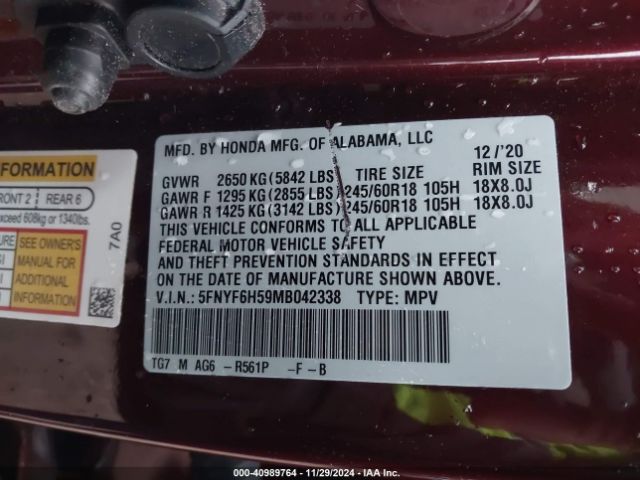 MFD. BY HONDA MFG. OF ALABAMA, LLC 12/'20
GVWR 2650 KG (5842 LBS) TIRE SIZE RIM SIZE
GAWR F 1295 KG (2855 LBS) 245/60R18 105H 18X8.0J
GAWR R 1425 KG (3142 LBS) 245/60R18 105H 18X8.0J
THIS VEHICLE CONFORMS TO ALL APPLICABLE
FEDERAL MOTOR VEHICLE SAFETY
AND THEFT PREVENTION STANDARDS IN EFFECT
ON THE DATE OF MANUFACTURE SHOWN ABOVE.
V.I.N.: 5FNYF6H59MB042338 TYPE: MPV
TG7 M AG6 -R561P -F-B
FORMATION
FRONT 2 REAR 6
exceed 608kg or 1340lbs.
SEE OWNER'S
MANUAL FOR
ADDITIONAL
INFORMATION
7A0
000-40989764 - 11/29/2024 - IAA Inc.